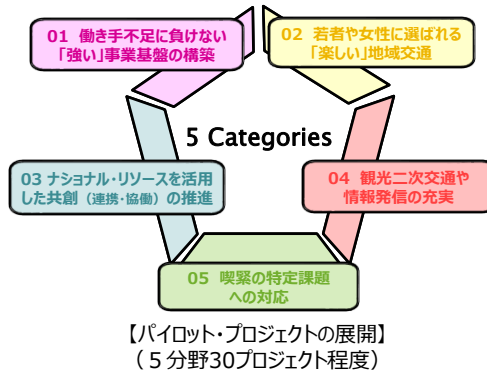 01 働き手不足に負けない
「強い」事業基盤の構築
02 若者や女性に選ばれる
「楽しい」地域交通
5 Categories
03 ナショナル・リソースを活用
した共創（連携・協働）の推進
04 観光二次交通や
情報発信の充実
05 喫緊の特定課題
への対応
【パイロット・プロジェクトの展開】
（５分野30プロジェクト程度）